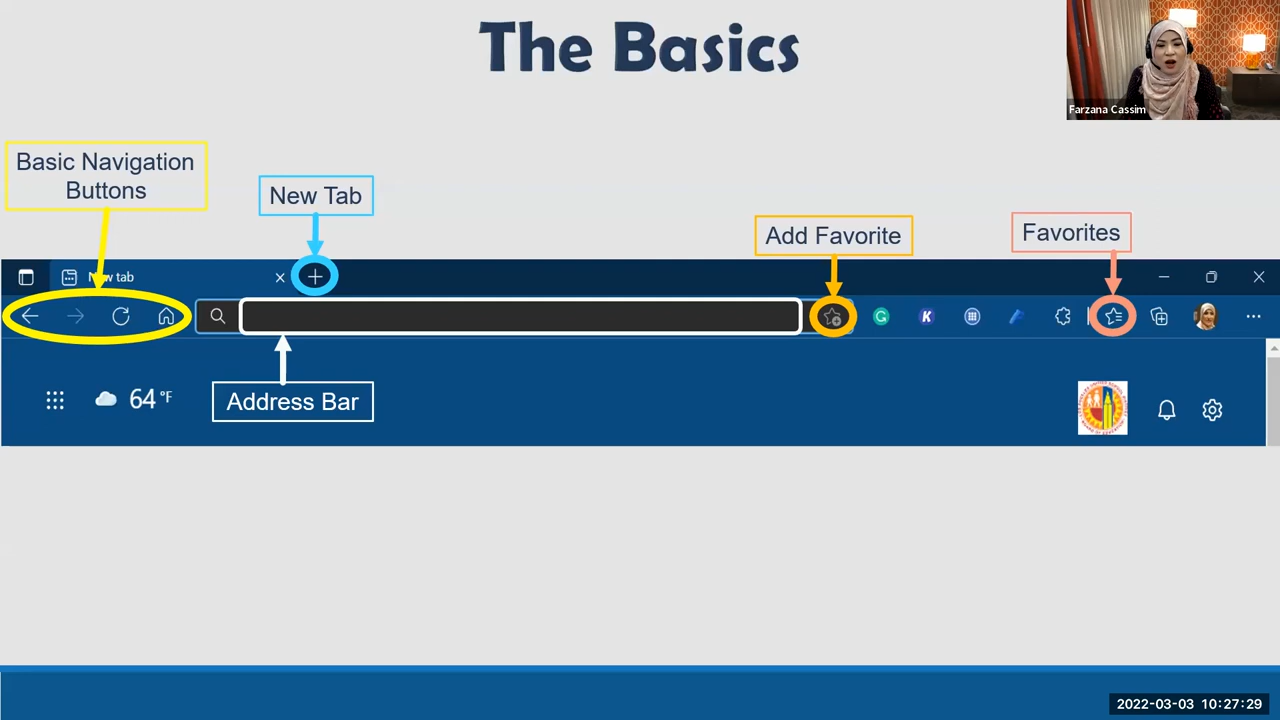 The Basics
Farzana Cassim
Basic Navigation
Buttons
New Tab
Add Favorite
Favorites
tab
Address Bar
64 °F
G
K
2022-03-03 10:27:29